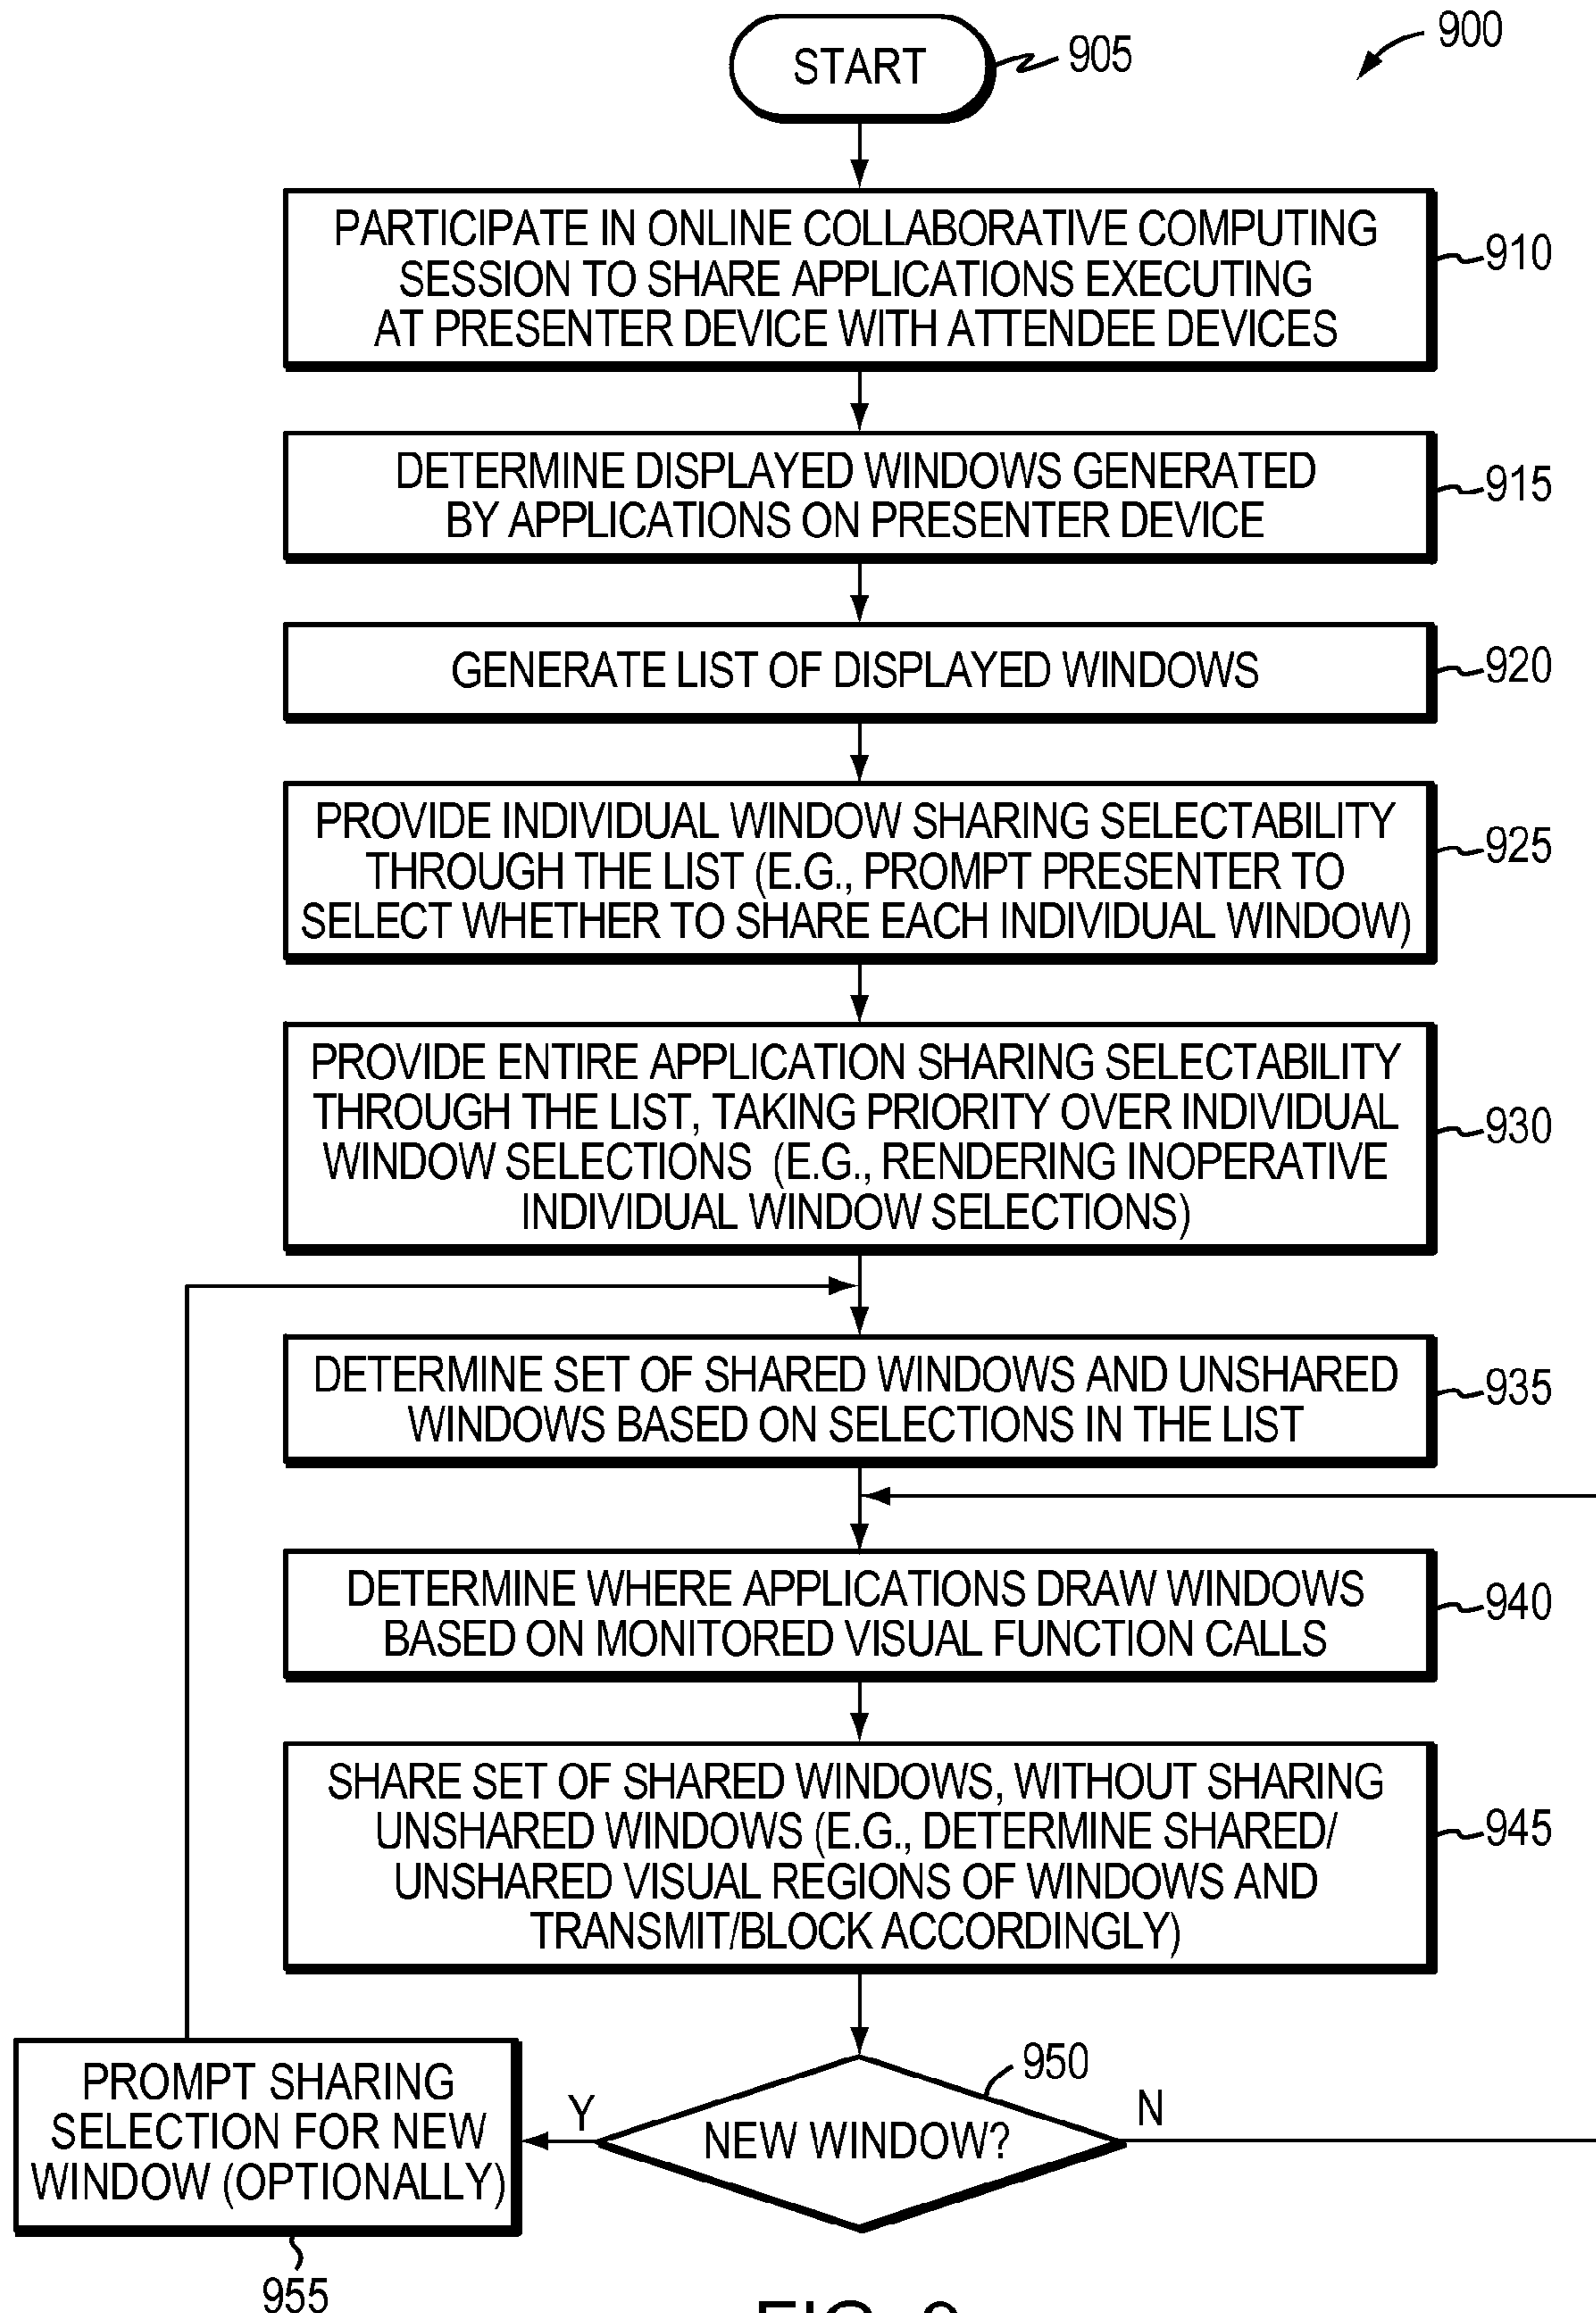 900
START
905
PARTICIPATE IN ONLINE COLLABORATIVE COMPUTING
SESSION TO SHARE APPLICATIONS EXECUTING
AT PRESENTER DEVICE WITH ATTENDEE DEVICES
910
DETERMINE DISPLAYED WINDOWS GENERATED
BY APPLICATIONS ON PRESENTER DEVICE
915
GENERATE LIST OF DISPLAYED WINDOWS
920
PROVIDE INDIVIDUAL WINDOW SHARING SELECTABILITY
THROUGH THE LIST (E.G., PROMPT PRESENTER TO
SELECT WHETHER TO SHARE EACH INDIVIDUAL WINDOW)
925
PROVIDE ENTIRE APPLICATION SHARING SELECTABILITY
THROUGH THE LIST, TAKING PRIORITY OVER INDIVIDUAL
WINDOW SELECTIONS (E.G., RENDERING INOPERATIVE
INDIVIDUAL WINDOW SELECTIONS)
930
DETERMINE SET OF SHARED WINDOWS AND UNSHARED
WINDOWS BASED ON SELECTIONS IN THE LIST
935
DETERMINE WHERE APPLICATIONS DRAW WINDOWS
BASED ON MONITORED VISUAL FUNCTION CALLS
940
SHARE SET OF SHARED WINDOWS, WITHOUT SHARING
UNSHARED WINDOWS (E.G., DETERMINE SHARED/
UNSHARED VISUAL REGIONS OF WINDOWS AND
TRANSMIT/BLOCK ACCORDINGLY)
945
NEW WINDOW?
950
Y
N
PROMPT SHARING
SELECTION FOR NEW
WINDOW (OPTIONALLY)
955